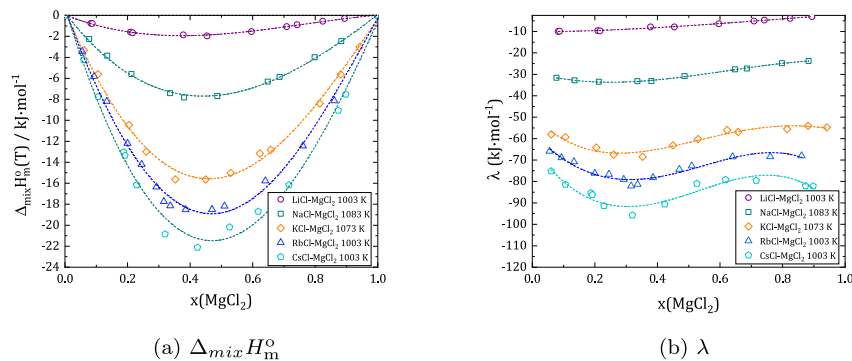 0
-2
-4
-6
-8
-10
-12
-14
-16
-18
-20
-22
-24
Δ_mix H°_m(T) / kJ·mol⁻¹
LiCl-MgCl₂ 1003 K
NaCl-MgCl₂ 1083 K
KCl-MgCl₂ 1073 K
RbCl-MgCl₂ 1003 K
CsCl-MgCl₂ 1003 K
0.0 0.2 0.4 0.6 0.8 1.0
x(MgCl₂)
(a) Δ_mix H°_m
0
-10
-20
-30
-40
-50
-60
-70
-80
-90
-100
-110
-120
λ (kJ·mol⁻¹)
LiCl-MgCl₂ 1003 K
NaCl-MgCl₂ 1083 K
KCl-MgCl₂ 1073 K
RbCl-MgCl₂ 1003 K
CsCl-MgCl₂ 1003 K
0.0 0.2 0.4 0.6 0.8 1.0
x(MgCl₂)
(b) λ